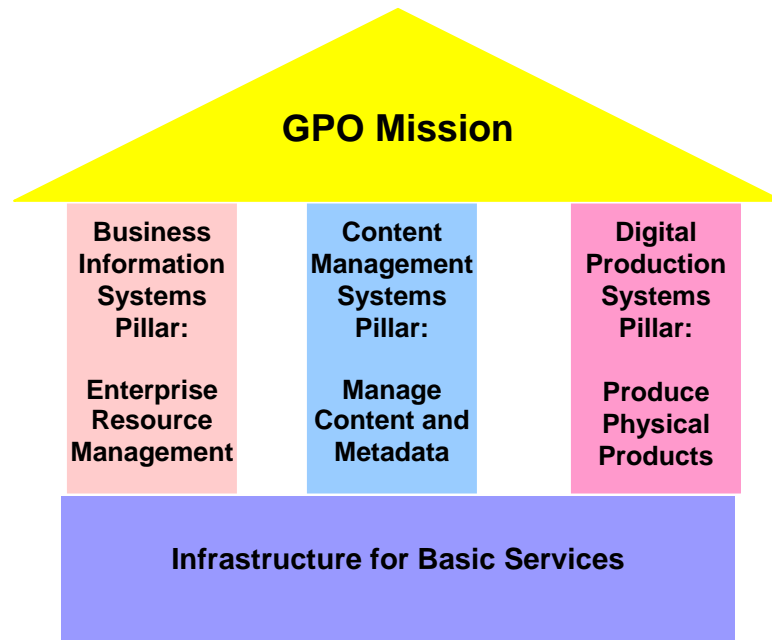 GPO Mission
Business
Information
Systems
Pillar:
Enterprise
Resource
Management
Content
Management
Systems
Pillar:
Manage
Content and
Metadata
Digital
Production
Systems
Pillar:
Produce
Physical
Products
Infrastructure for Basic Services